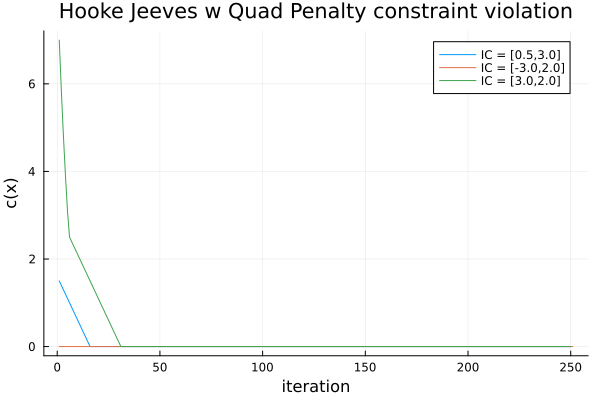 Hooke Jeeves w Quad Penalty constraint violation
IC = [0.5,3.0]
IC = [-3.0,2.0]
IC = [3.0,2.0]
6
4
2
0
c(x)
0 50 100 150 200 250
iteration